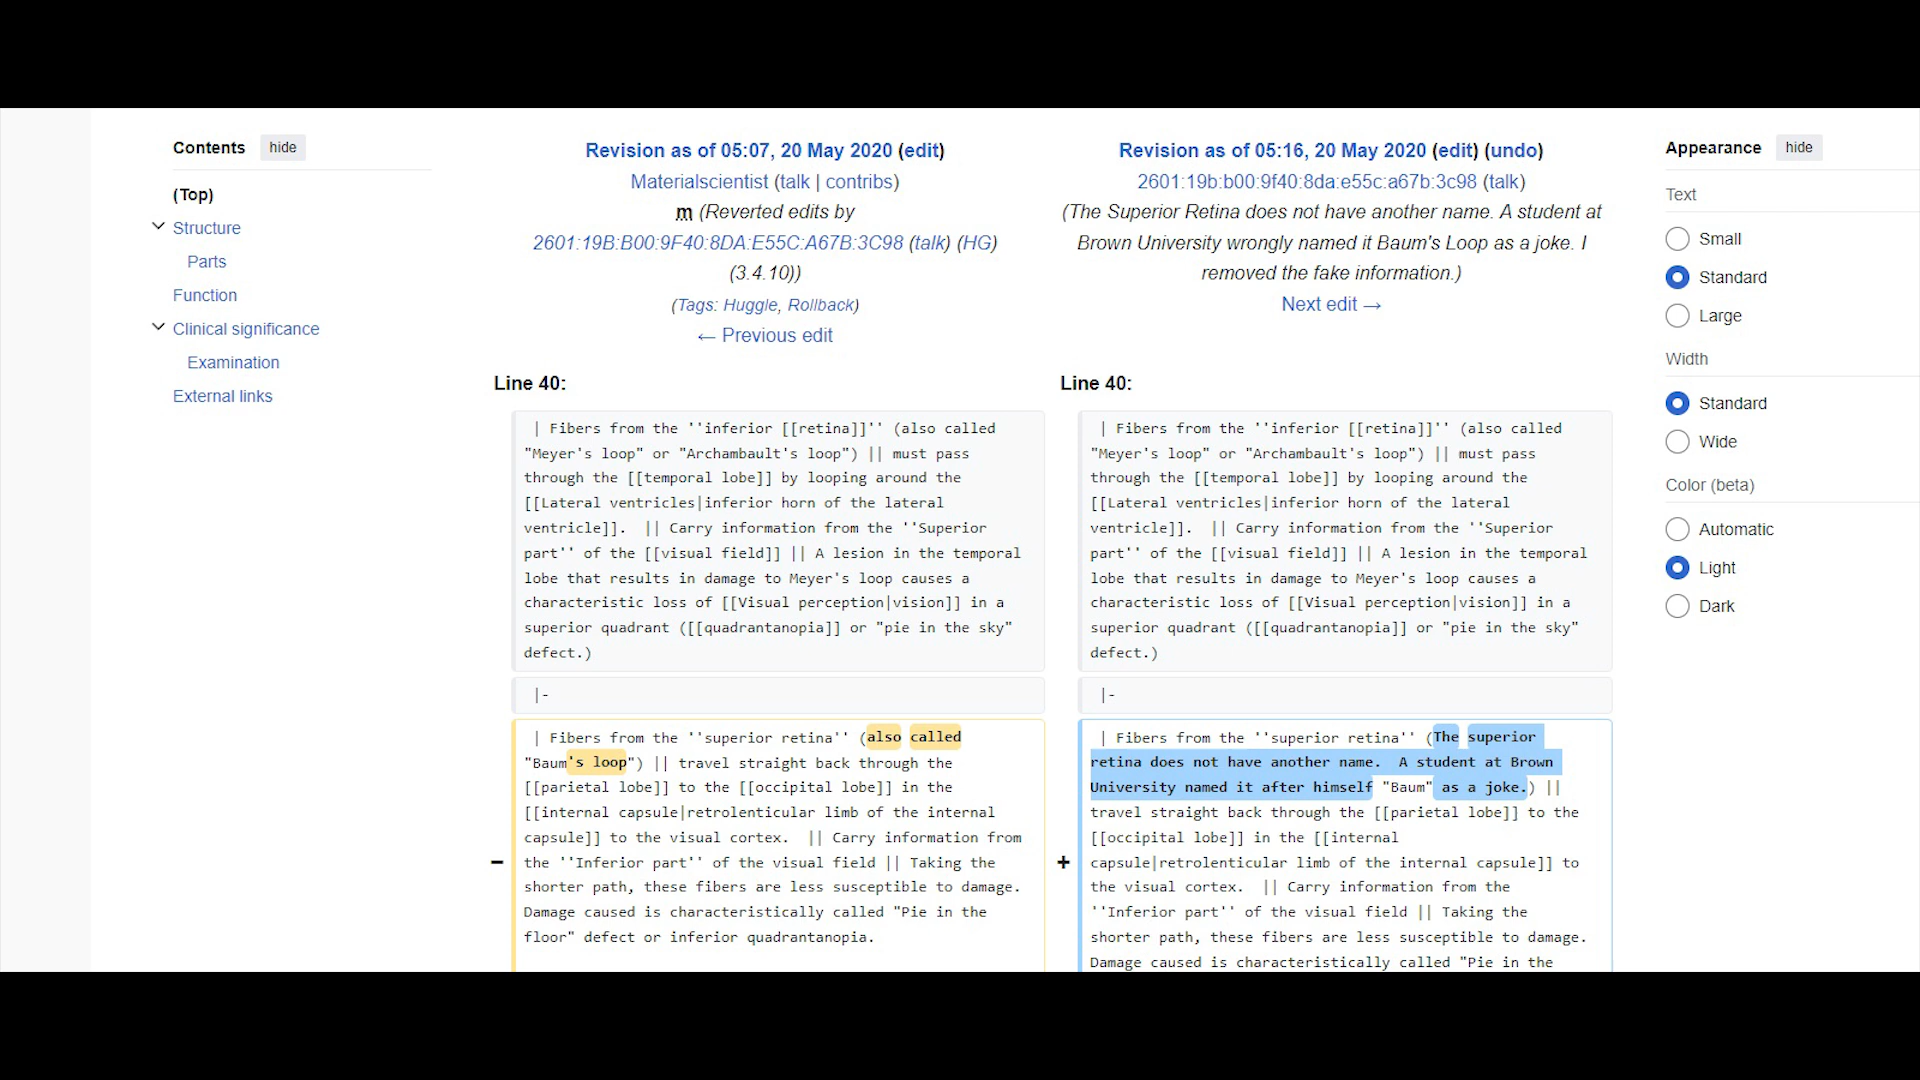 Contents hide
(Top)
Structure
Parts
Function
Clinical significance
Examination
External links
Revision as of 05:07, 20 May 2020 (edit)
Materialscientist (talk | contribs)
m (Reverted edits by
2601:19B:B00:9F40:8DA:E55C:A67B:3C98 (talk) (HG)
(3.4.10))
(Tags: Huggle, Rollback)
← Previous edit
Line 40:
| Fibers from the ''inferior [[retina]]'' (also called
"Meyer's loop" or "Archambault's loop") || must pass
through the [[temporal lobe]] by looping around the
[[Lateral ventricles|inferior horn of the lateral
ventricle]].  || Carry information from the ''Superior
part'' of the [[visual field]] || A lesion in the temporal
lobe that results in damage to Meyer's loop causes a
characteristic loss of [[Visual perception|vision]] in a
superior quadrant ([[quadrantanopia]] or "pie in the sky"
defect.)
|-
− | Fibers from the ''superior retina'' (also called
"Baum's loop") || travel straight back through the
[[parietal lobe]] to the [[occipital lobe]] in the
[[internal capsule|retrolenticular limb of the internal
capsule]] to the visual cortex.  || Carry information from
the ''Inferior part'' of the visual field || Taking the
shorter path, these fibers are less susceptible to damage.
Damage caused is characteristically called "Pie in the
floor" defect or inferior quadrantanopia.
Revision as of 05:16, 20 May 2020 (edit) (undo)
2601:19b:b00:9f40:8da:e55c:a67b:3c98 (talk)
(The Superior Retina does not have another name. A student at
Brown University wrongly named it Baum's Loop as a joke. I
removed the fake information.)
Next edit →
Line 40:
| Fibers from the ''inferior [[retina]]'' (also called
"Meyer's loop" or "Archambault's loop") || must pass
through the [[temporal lobe]] by looping around the
[[Lateral ventricles|inferior horn of the lateral
ventricle]].  || Carry information from the ''Superior
part'' of the [[visual field]] || A lesion in the temporal
lobe that results in damage to Meyer's loop causes a
characteristic loss of [[Visual perception|vision]] in a
superior quadrant ([[quadrantanopia]] or "pie in the sky"
defect.)
|-
+ | Fibers from the ''superior retina'' (The superior
retina does not have another name.  A student at Brown
University named it after himself "Baum" as a joke.) ||
travel straight back through the [[parietal lobe]] to the
[[occipital lobe]] in the [[internal
capsule|retrolenticular limb of the internal capsule]] to
the visual cortex.  || Carry information from the
''Inferior part'' of the visual field || Taking the
shorter path, these fibers are less susceptible to damage.
Damage caused is characteristically called "Pie in the
Appearance hide
Text
Small
Standard
Large
Width
Standard
Wide
Color (beta)
Automatic
Light
Dark